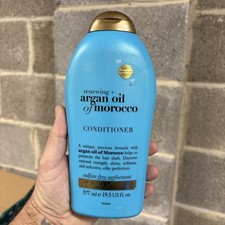 renewing +
argan oil
of morocco
CONDITIONER
A unique, precious formula with
argan oil of Morocco helps to
penetrate the hair shaft. Discover
renewed strength, shine, softness,
and seductive, silky perfection.
sulfate free surfactants
577 ml e 19.5 US fl oz.